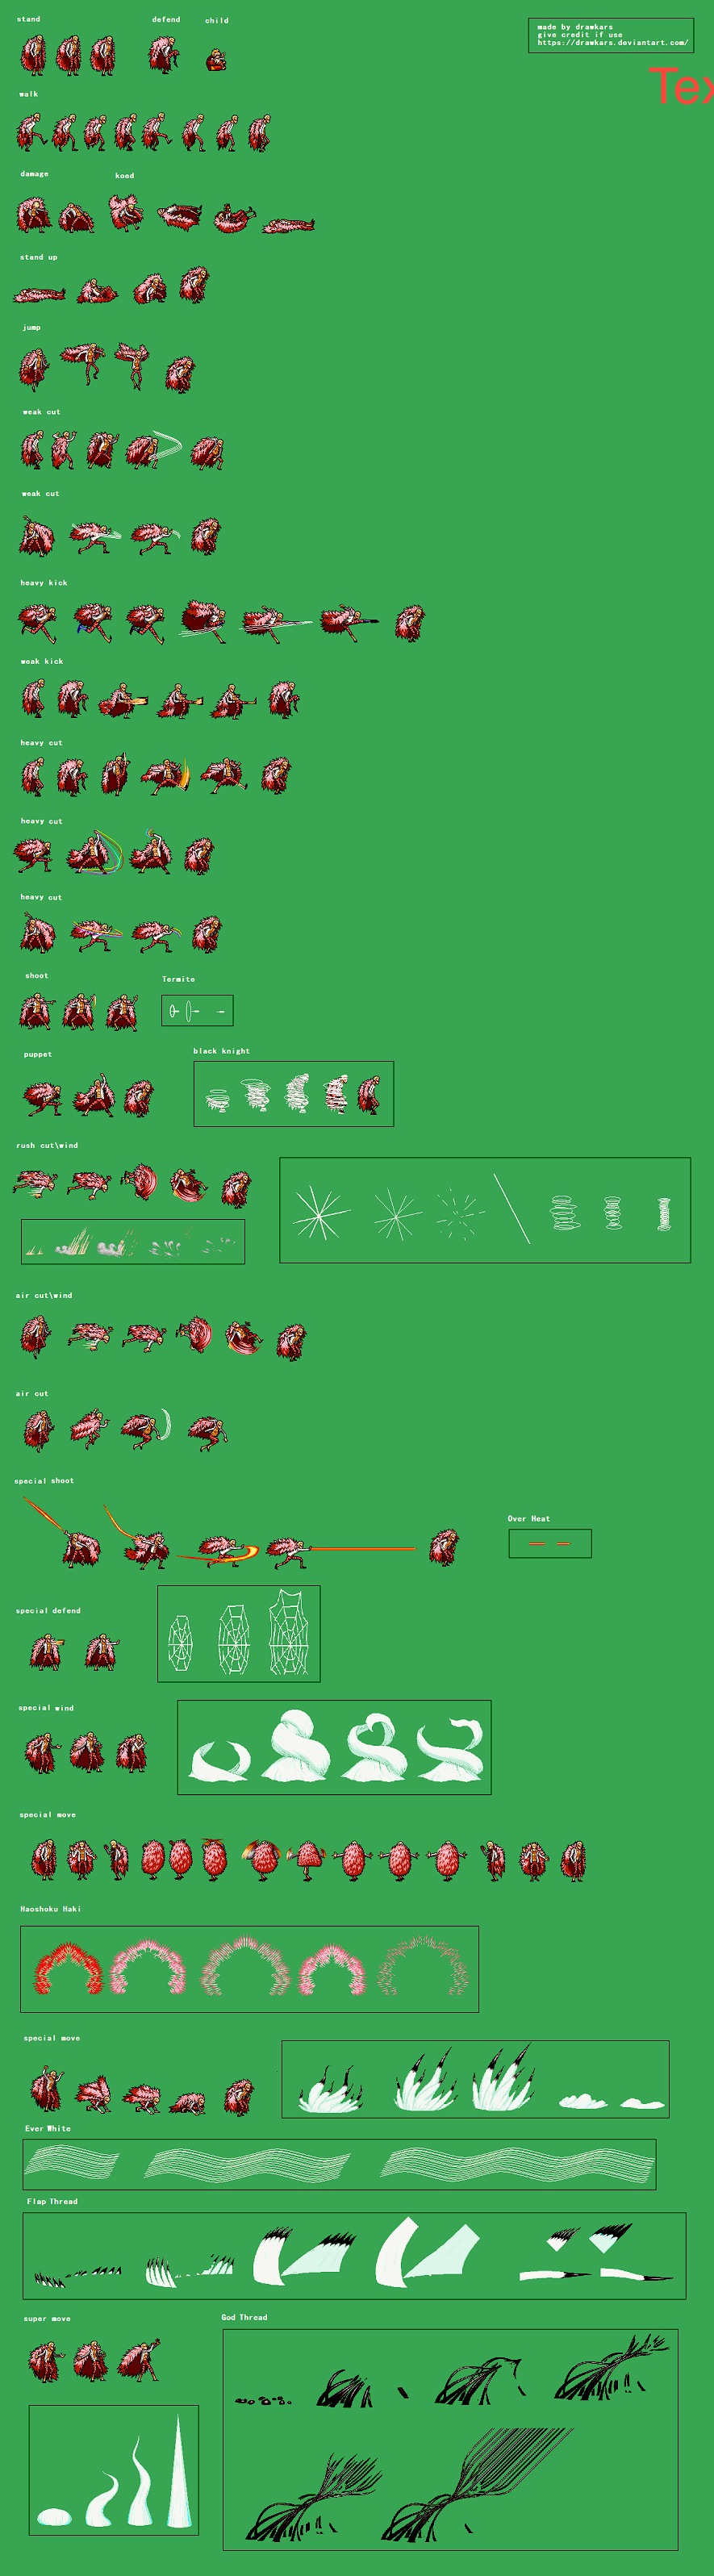 stand
defend
child
made by drawkars
give credit if use
https://drawkars.deviantart.com/
Tex
walk
damage
koed
stand up
jump
weak cut
weak cut
heavy kick
weak kick
heavy cut
heavy cut
heavy cut
shoot
Termite
puppet
black knight
rush cut\wind
air cut\wind
air cut
special shoot
Over Heat
special defend
special wind
special move
Haoshoku Haki
special move
Ever White
Flap Thread
super move
God Thread